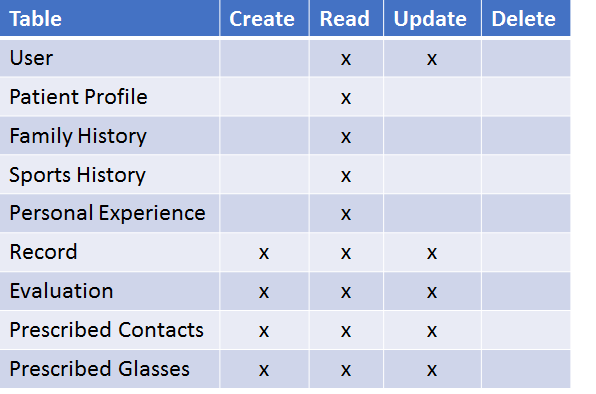 Table Create Read Update Delete
User x x
Patient Profile x
Family History x
Sports History x
Personal Experience x
Record x x x
Evaluation x x x
Prescribed Contacts x x x
Prescribed Glasses x x x